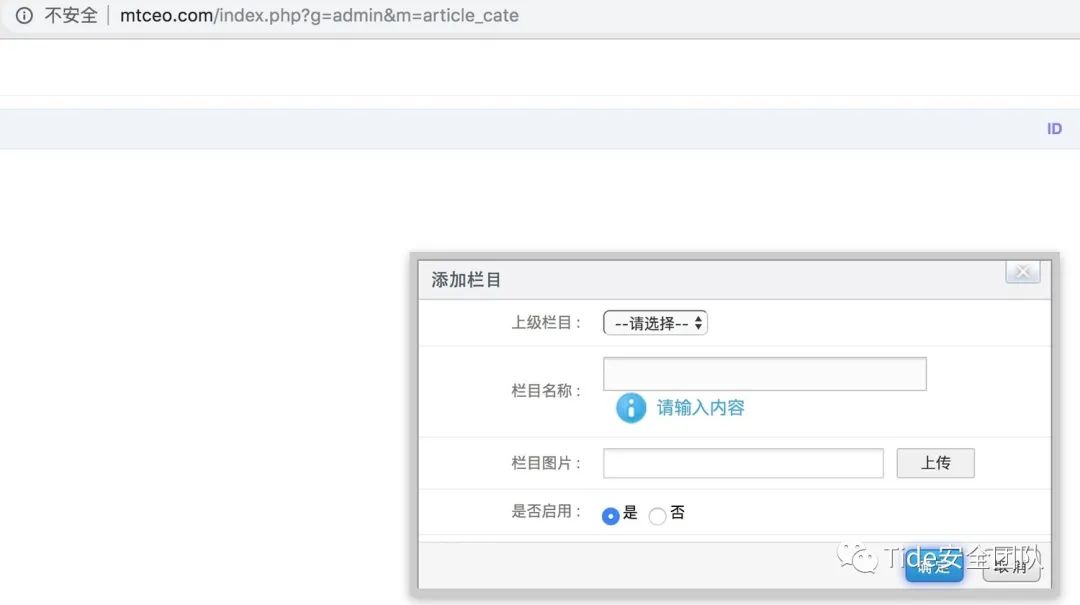 不安全 | mtceo.com/index.php?g=admin&m=article_cate
ID
添加栏目
上级栏目： --请选择--
栏目名称：
请输入内容
栏目图片： 上传
是否启用： 是 否
Tide安全团队
确定 取消